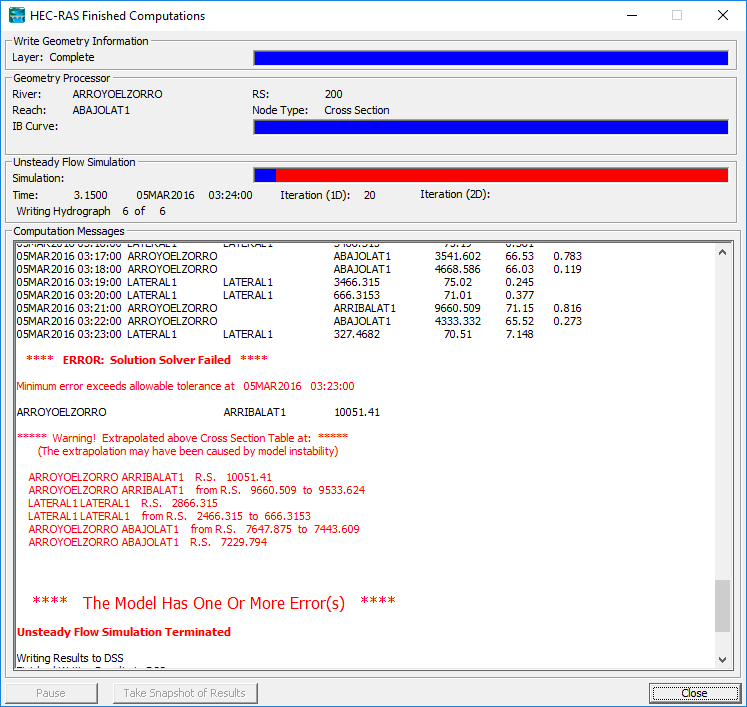 HEC-RAS Finished Computations
Write Geometry Information
Layer: Complete
Geometry Processor
River: ARROYOELZORRO RS: 200
Reach: ABAJOLAT1 Node Type: Cross Section
IB Curve:
Unsteady Flow Simulation
Simulation:
Time: 3.1500 05MAR2016 03:24:00 Iteration (1D): 20 Iteration (2D):
Writing Hydrograph 6 of 6
Computation Messages
05MAR2016 03:17:00 ARROYOELZORRO ABAJOLAT1 3541.602 66.53 0.783
05MAR2016 03:18:00 ARROYOELZORRO ABAJOLAT1 4668.586 66.03 0.119
05MAR2016 03:19:00 LATERAL1 LATERAL1 3466.315 75.02 0.245
05MAR2016 03:20:00 LATERAL1 LATERAL1 666.3153 71.01 0.377
05MAR2016 03:21:00 ARROYOELZORRO ARRIBALAT1 9660.509 71.15 0.816
05MAR2016 03:22:00 ARROYOELZORRO ABAJOLAT1 4333.332 65.52 0.273
05MAR2016 03:23:00 LATERAL1 LATERAL1 327.4682 70.51 7.148
**** ERROR: Solution Solver Failed ****
Minimum error exceeds allowable tolerance at 05MAR2016 03:23:00
ARROYOELZORRO ARRIBALAT1 10051.41
***** Warning! Extrapolated above Cross Section Table at: *****
(The extrapolation may have been caused by model instability)
ARROYOELZORRO ARRIBALAT1 R.S. 10051.41
ARROYOELZORRO ARRIBALAT1 from R.S. 9660.509 to 9533.624
LATERAL1 LATERAL1 R.S. 2866.315
LATERAL1 LATERAL1 from R.S. 2466.315 to 666.3153
ARROYOELZORRO ABAJOLAT1 from R.S. 7647.875 to 7443.609
ARROYOELZORRO ABAJOLAT1 R.S. 7229.794
**** The Model Has One Or More Error(s) ****
Unsteady Flow Simulation Terminated
Writing Results to DSS
Pause Take Snapshot of Results Close